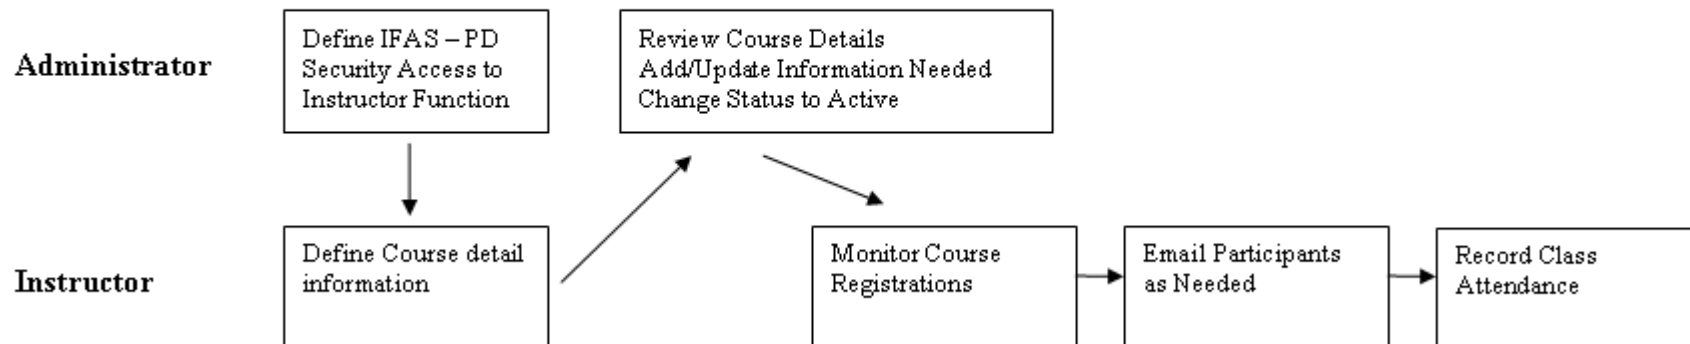 Administrator
Define IFAS – PD
Security Access to
Instructor Function
Review Course Details
Add/Update Information Needed
Change Status to Active
Instructor
Define Course detail
information
Monitor Course
Registrations
Email Participants
as Needed
Record Class
Attendance